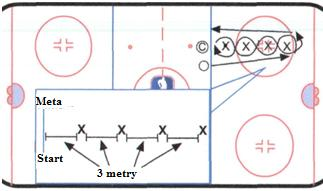 C X X X X
Meta
X X X X
Start
3 metry